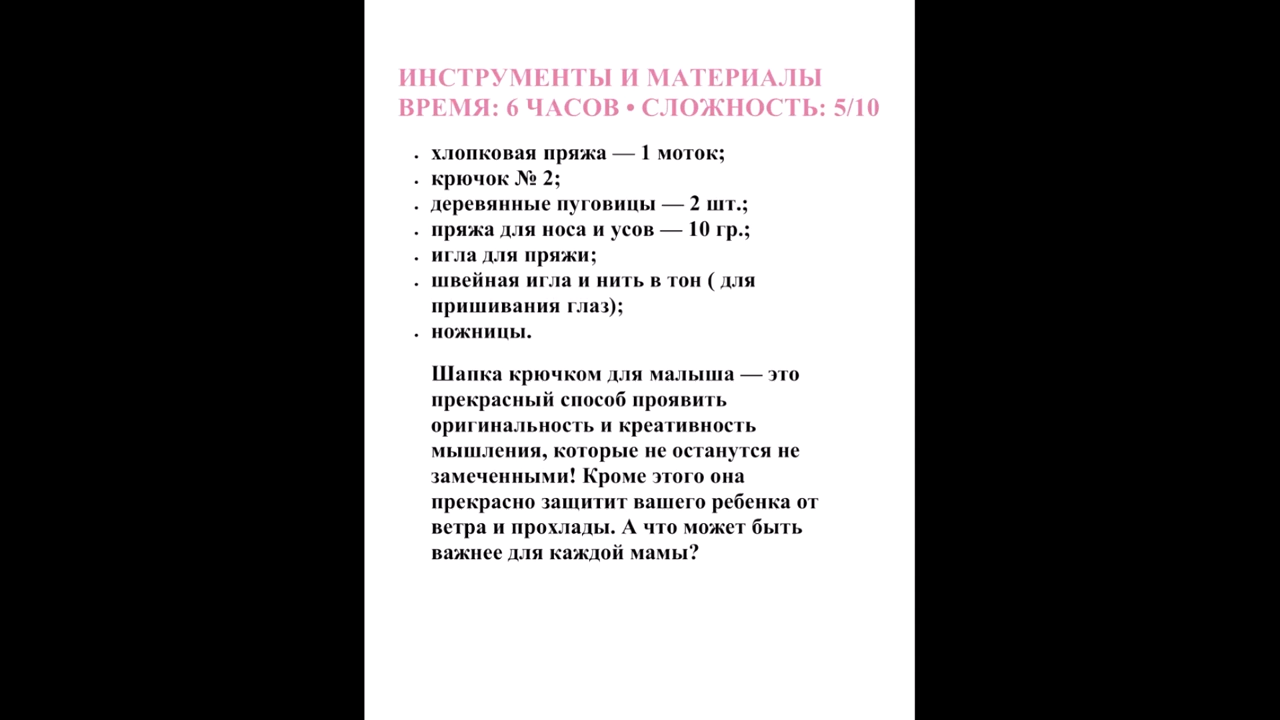 ИНСТРУМЕНТЫ И МАТЕРИАЛЫ
ВРЕМЯ: 6 ЧАСОВ • СЛОЖНОСТЬ: 5/10
• хлопковая пряжа — 1 моток;
• крючок № 2;
• деревянные пуговицы — 2 шт.;
• пряжа для носа и усов — 10 гр.;
• игла для пряжи;
• швейная игла и нить в тон ( для
пришивания глаз);
• ножницы.
Шапка крючком для малыша — это
прекрасный способ проявить
оригинальность и креативность
мышления, которые не останутся не
замеченными! Кроме этого она
прекрасно защитит вашего ребенка от
ветра и прохлады. А что может быть
важнее для каждой мамы?